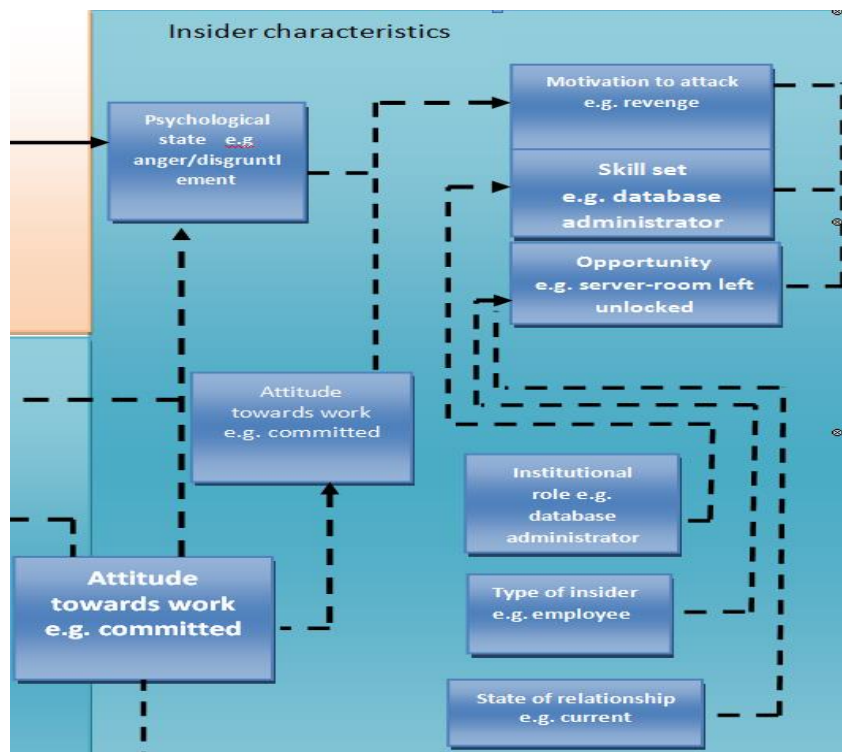 Insider characteristics
Psychological
state e.g
anger/disgruntl
ement
Motivation to attack
e.g. revenge
Skill set
e.g. database
administrator
Opportunity
e.g. server-room left
unlocked
Attitude
towards work
e.g. committed
Institutional
role e.g.
database
administrator
Attitude
towards work
e.g. committed
Type of insider
e.g. employee
State of relationship
e.g. current